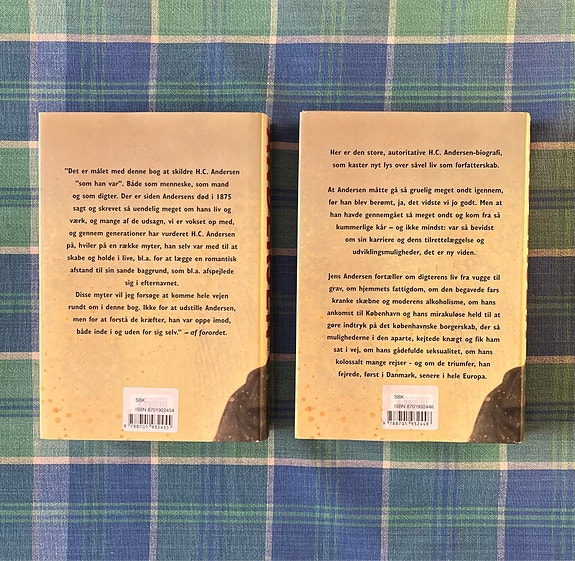 "Det er målet med denne bog at skildre H.C. Andersen
"som han var". Både som menneske, som mand
og som digter. Der er siden Andersens død i 1875
sagt og skrevet så uendelig meget om hans liv og
værk, og mange af de udsagn, vi er vokset op med,
og gennem generationer har vurderet H.C. Andersen
på, hviler på en række myter, han selv var med til at
skabe og holde i live, bl.a. for at lægge en romantisk
afstand til sin sande baggrund, som bl.a. afspejlede
sig i efternavnet.
Disse myter vil jeg forsøge at komme hele vejen
rundt om i denne bog. Ikke for at udstille Andersen,
men for at forstå de kræfter, han var oppe imod,
både inde i og uden for sig selv." – af forordet.
SBK
ISBN 8701932454
9 788701 932455
Her er den store, autoritative H.C. Andersen-biografi,
som kaster nyt lys over såvel liv som forfatterskab.
At Andersen måtte gå så gruelig meget ondt igennem,
før han blev berømt, ja, det vidste vi jo godt. Men at
han havde gennemgået så meget ondt og kom fra så
kummerlige kår – og ikke mindst: var så bevidst
om sin karriere og dens tilrettelæggelse og
udviklingsmuligheder, det er ny viden.
Jens Andersen fortæller om digterens liv fra vugge til
grav, om hjemmets fattigdom, om den begavede fars
kranke skæbne og moderens alkoholisme, om hans
ankomst til København og hans mirakuløse held til at
gøre indtryk på det københavnske borgerskab, der så
mulighederne i den aparte, kejtede knægt og fik ham
sat i vej, om hans gådefulde seksualitet, om hans
kolossalt mange rejser - og om de triumfer, han
fejrede, først i Danmark, senere i hele Europa.
SBK
ISBN 8701932446
9 788701 932448